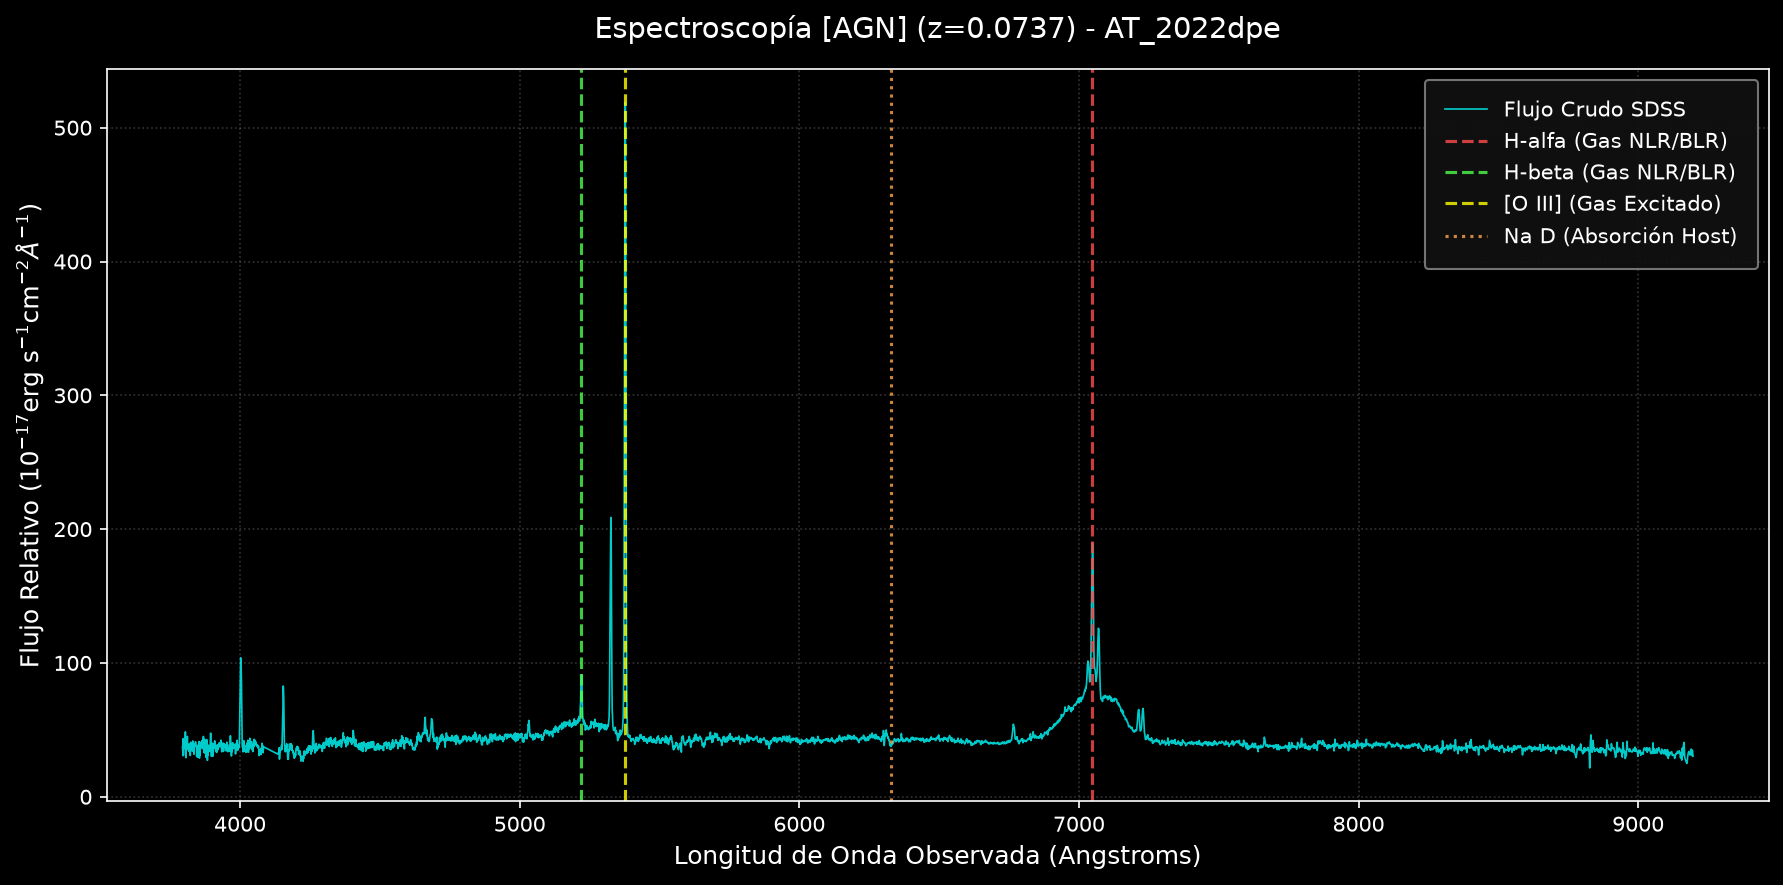 Espectroscopía [AGN] (z=0.0737) - AT_2022dpe
Flujo Crudo SDSS
H-alfa (Gas NLR/BLR)
H-beta (Gas NLR/BLR)
[O III] (Gas Excitado)
Na D (Absorción Host)
Flujo Relativo (10⁻¹⁷erg s⁻¹cm⁻²Å⁻¹)
500
400
300
200
100
0
4000 5000 6000 7000 8000 9000
Longitud de Onda Observada (Angstroms)